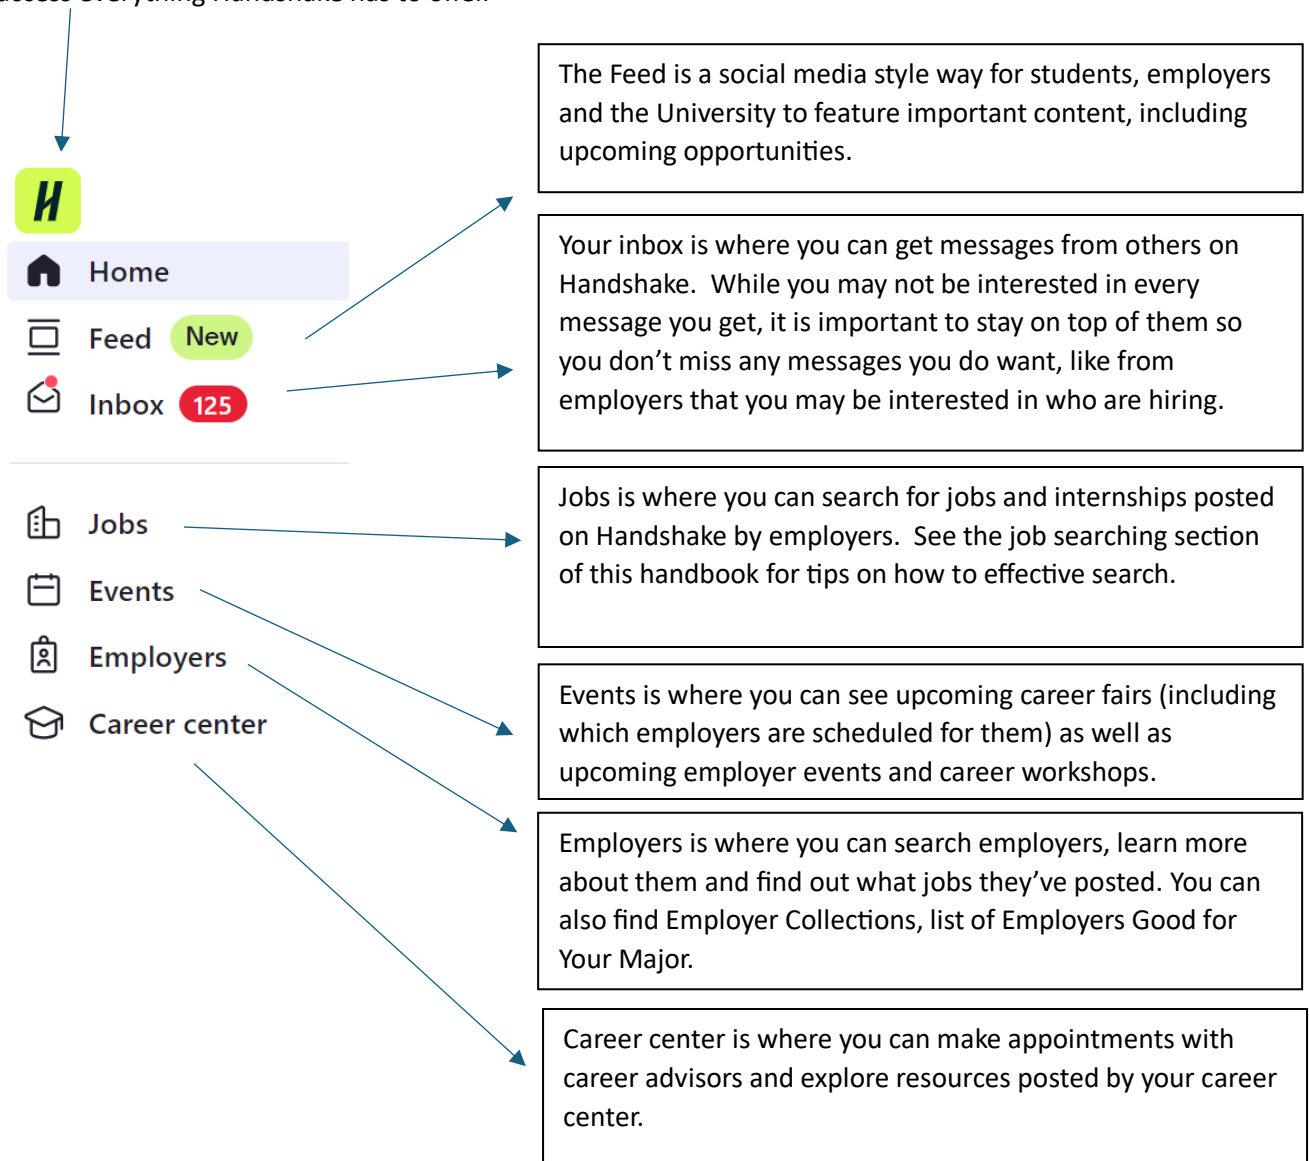 access everything Handshake has to offer.
The Feed is a social media style way for students, employers
and the University to feature important content, including
upcoming opportunities.
H
Home
Feed New
Inbox 125
Your inbox is where you can get messages from others on
Handshake.  While you may not be interested in every
message you get, it is important to stay on top of them so
you don’t miss any messages you do want, like from
employers that you may be interested in who are hiring.
Jobs
Events
Employers
Career center
Jobs is where you can search for jobs and internships posted
on Handshake by employers.  See the job searching section
of this handbook for tips on how to effective search.
Events is where you can see upcoming career fairs (including
which employers are scheduled for them) as well as
upcoming employer events and career workshops.
Employers is where you can search employers, learn more
about them and find out what jobs they’ve posted. You can
also find Employer Collections, list of Employers Good for
Your Major.
Career center is where you can make appointments with
career advisors and explore resources posted by your career
center.